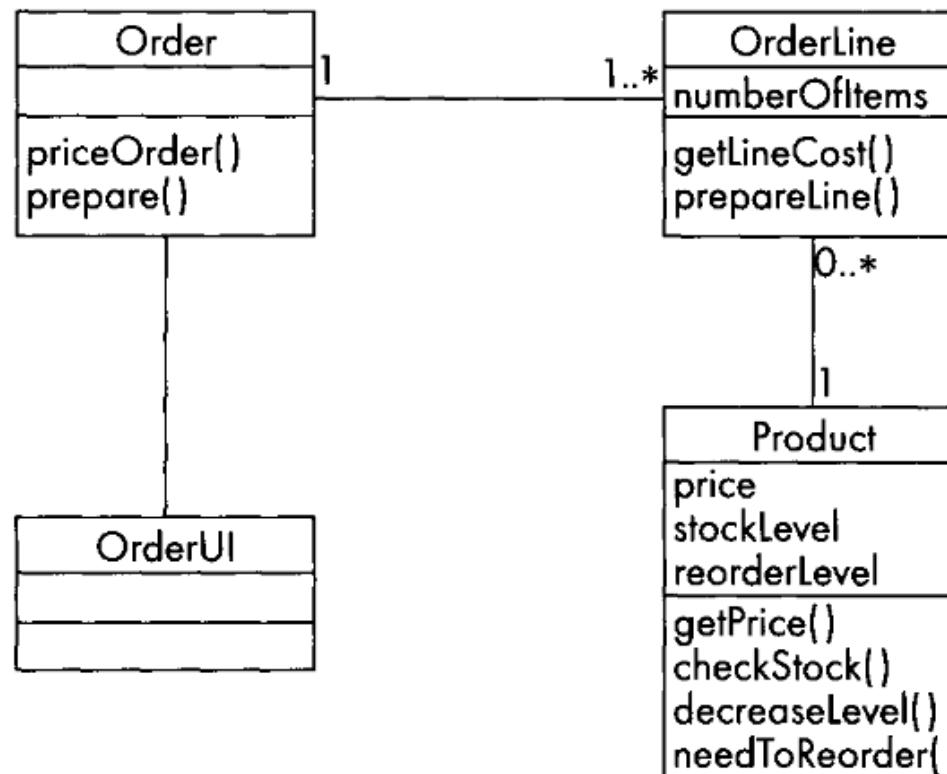 Order
priceOrder()
prepare()
1
1..*
OrderLine
numberOfItems
getLineCost()
prepareLine()
0..*
1
Product
price
stockLevel
reorderLevel
getPrice()
checkStock()
decreaseLevel()
needToReorder(
OrderUI